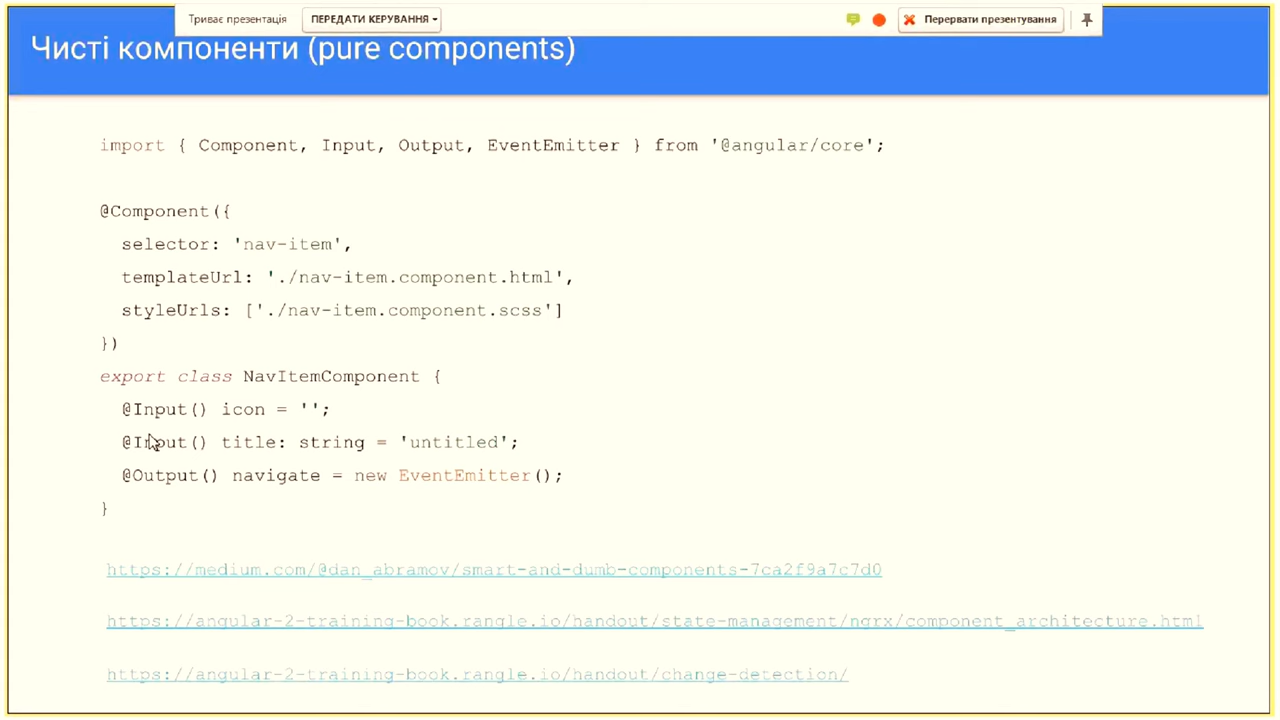 Триває презентація
ПЕРЕДАТИ КЕРУВАННЯ
Перервати презентування
Чисті компоненти (pure components)
import { Component, Input, Output, EventEmitter } from '@angular/core';
@Component({
selector: 'nav-item',
templateUrl: './nav-item.component.html',
styleUrls: ['./nav-item.component.scss']
})
export class NavItemComponent {
@Input() icon = '';
@Input() title: string = 'untitled';
@Output() navigate = new EventEmitter();
}
https://medium.com/@dan_abramov/smart-and-dumb-components-7ca2f9a7c7d0
https://angular-2-training-book.rangle.io/handout/state-management/ngrx/component_architecture.html
https://angular-2-training-book.rangle.io/handout/change-detection/